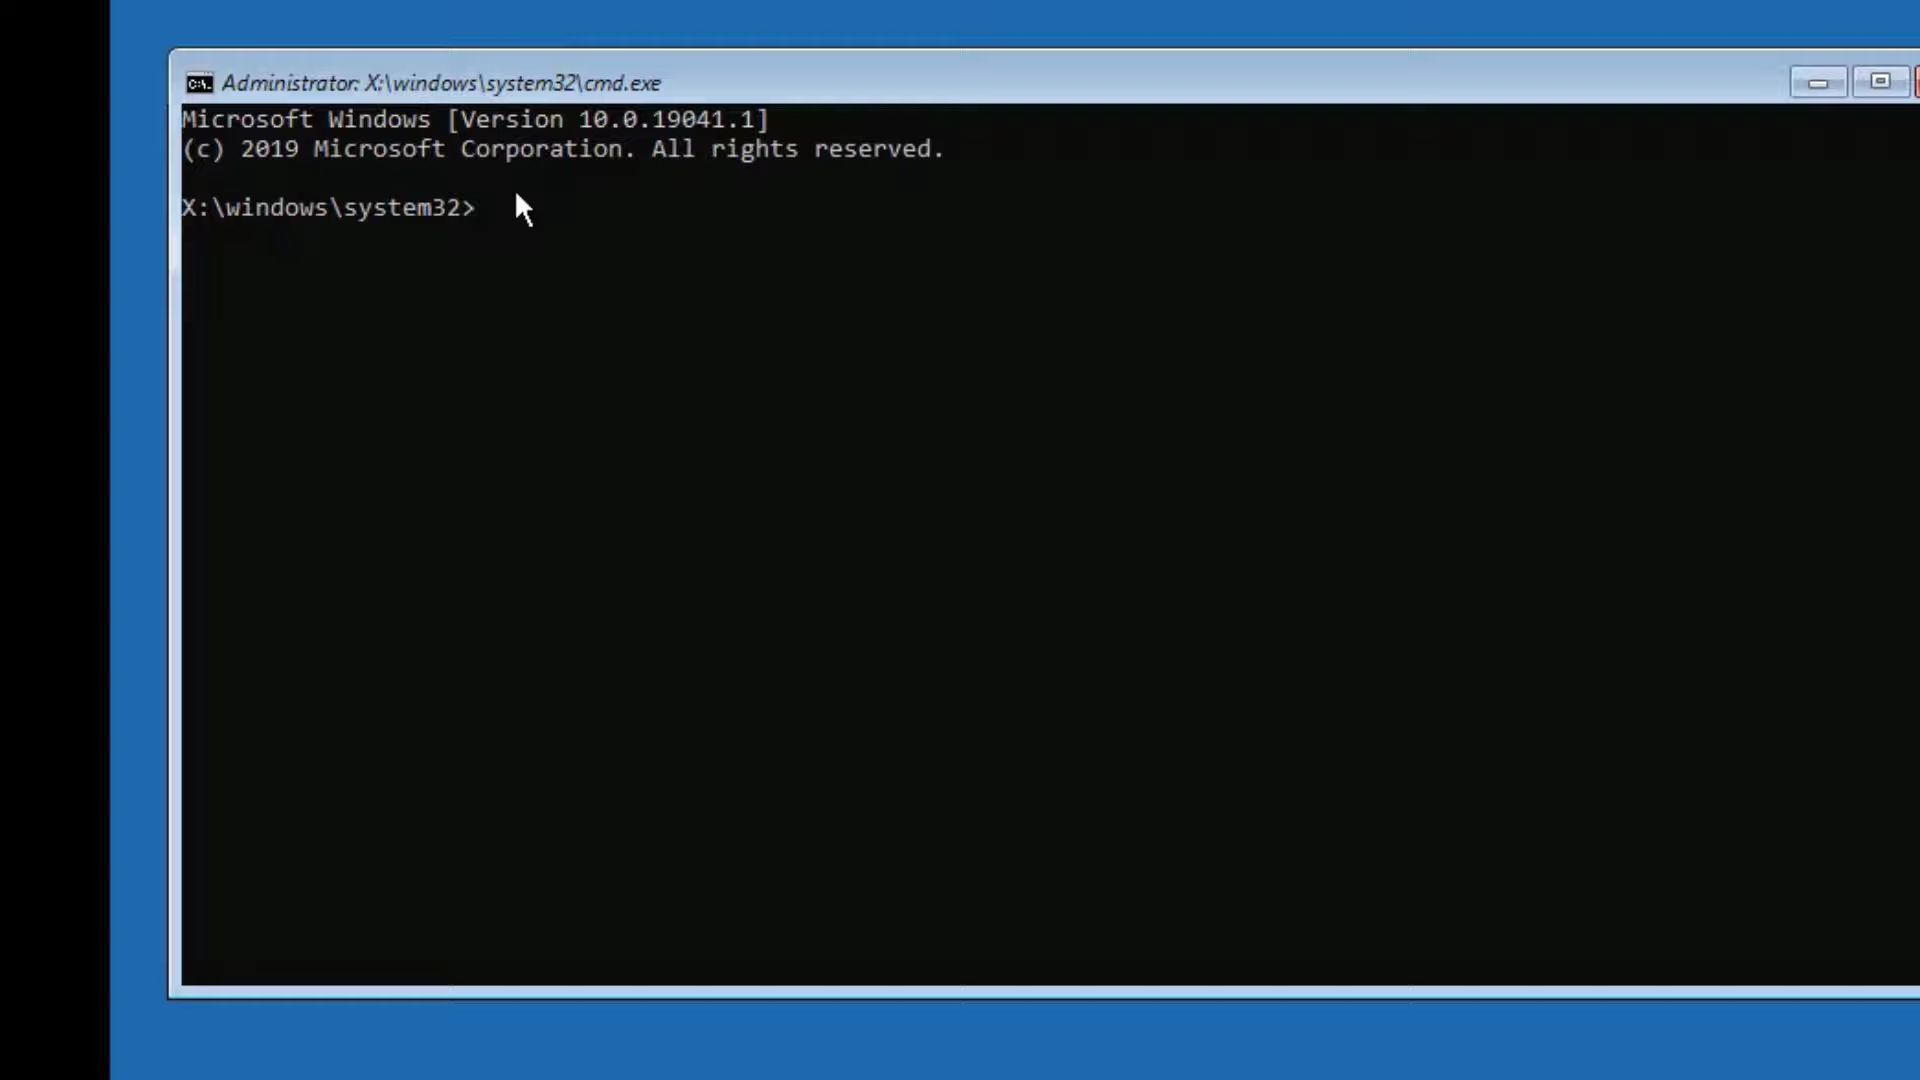 Administrator: X:\windows\system32\cmd.exe
Microsoft Windows [Version 10.0.19041.1]
(c) 2019 Microsoft Corporation. All rights reserved.
X:\windows\system32>